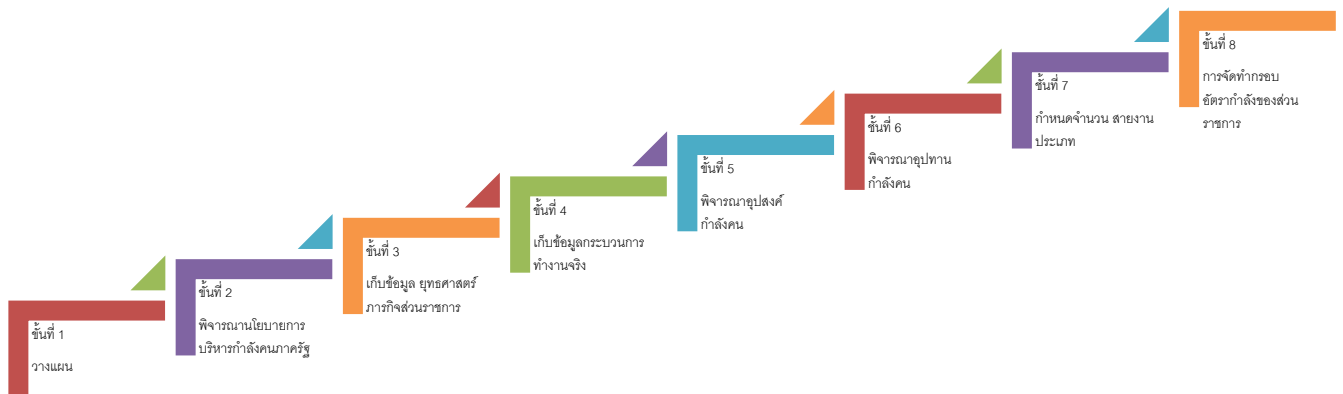 ขั้นที่ 1
วางแผน
ขั้นที่ 2
พิจารณานโยบายการ
บริหารกำลังคนภาครัฐ
ขั้นที่ 3
เก็บข้อมูล ยุทธศาสตร์
ภารกิจส่วนราชการ
ขั้นที่ 4
เก็บข้อมูลกระบวนการ
ทำงานจริง
ขั้นที่ 5
พิจารณาอุปสงค์
กำลังคน
ขั้นที่ 6
พิจารณาอุปทาน
กำลังคน
ขั้นที่ 7
กำหนดจำนวน สายงาน
ประเภท
ขั้นที่ 8
การจัดทำกรอบ
อัตรากำลังของส่วน
ราชการ